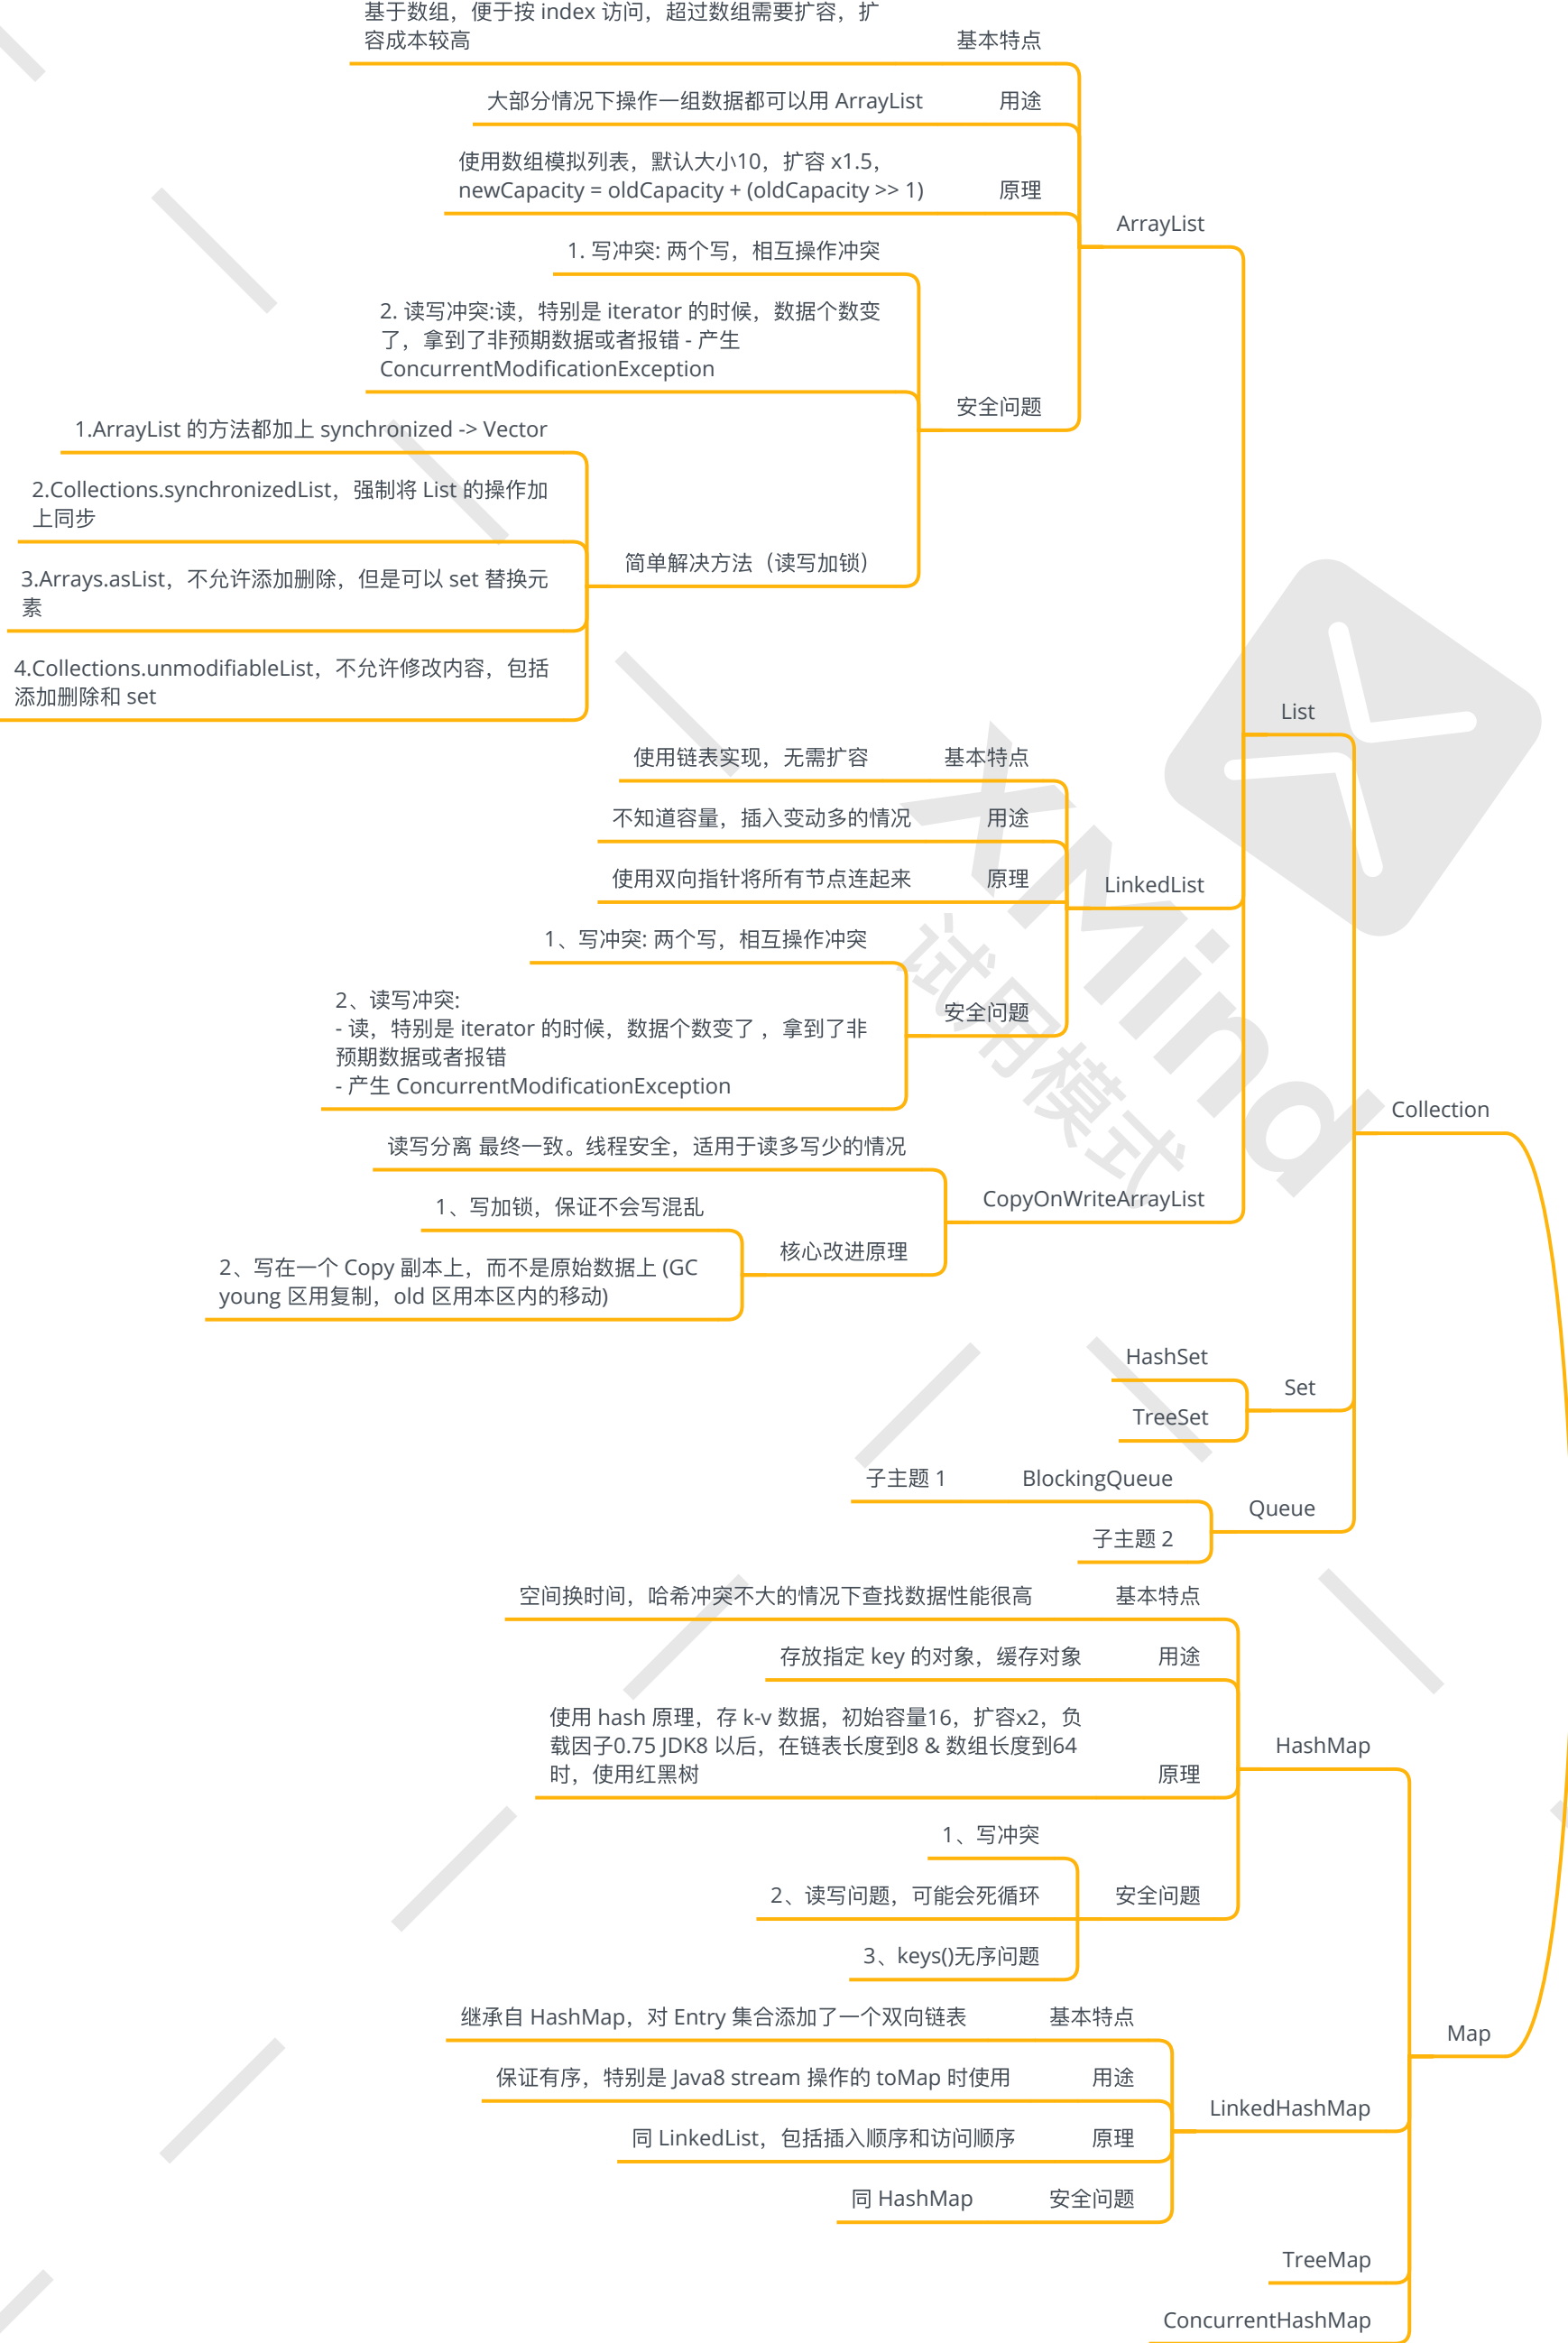 基于数组，便于按 index 访问，超过数组需要扩容，扩
容成本较高
基本特点
大部分情况下操作一组数据都可以用 ArrayList
用途
使用数组模拟列表，默认大小10，扩容 x1.5，
newCapacity = oldCapacity + (oldCapacity >> 1)
原理
ArrayList
1. 写冲突: 两个写，相互操作冲突
2. 读写冲突:读，特别是 iterator 的时候，数据个数变
了，拿到了非预期数据或者报错 - 产生
ConcurrentModificationException
安全问题
1.ArrayList 的方法都加上 synchronized -> Vector
2.Collections.synchronizedList，强制将 List 的操作加
上同步
简单解决方法（读写加锁）
3.Arrays.asList，不允许添加删除，但是可以 set 替换元
素
4.Collections.unmodifiableList，不允许修改内容，包括
添加删除和 set
List
使用链表实现，无需扩容
基本特点
不知道容量，插入变动多的情况
用途
使用双向指针将所有节点连起来
原理
LinkedList
1、写冲突: 两个写，相互操作冲突
2、读写冲突:
- 读，特别是 iterator 的时候，数据个数变了 ，拿到了非
预期数据或者报错
- 产生 ConcurrentModificationException
安全问题
Collection
读写分离 最终一致。线程安全，适用于读多写少的情况
CopyOnWriteArrayList
1、写加锁，保证不会写混乱
核心改进原理
2、写在一个 Copy 副本上，而不是原始数据上 (GC
young 区用复制，old 区用本区内的移动)
HashSet
Set
TreeSet
子主题 1
BlockingQueue
Queue
子主题 2
空间换时间，哈希冲突不大的情况下查找数据性能很高
基本特点
存放指定 key 的对象，缓存对象
用途
使用 hash 原理，存 k-v 数据，初始容量16，扩容x2，负
载因子0.75 JDK8 以后，在链表长度到8 & 数组长度到64
时，使用红黑树
原理
HashMap
1、写冲突
2、读写问题，可能会死循环
安全问题
3、keys()无序问题
继承自 HashMap，对 Entry 集合添加了一个双向链表
基本特点
Map
保证有序，特别是 Java8 stream 操作的 toMap 时使用
用途
LinkedHashMap
同 LinkedList，包括插入顺序和访问顺序
原理
同 HashMap
安全问题
TreeMap
ConcurrentHashMap
XMind
试用模式